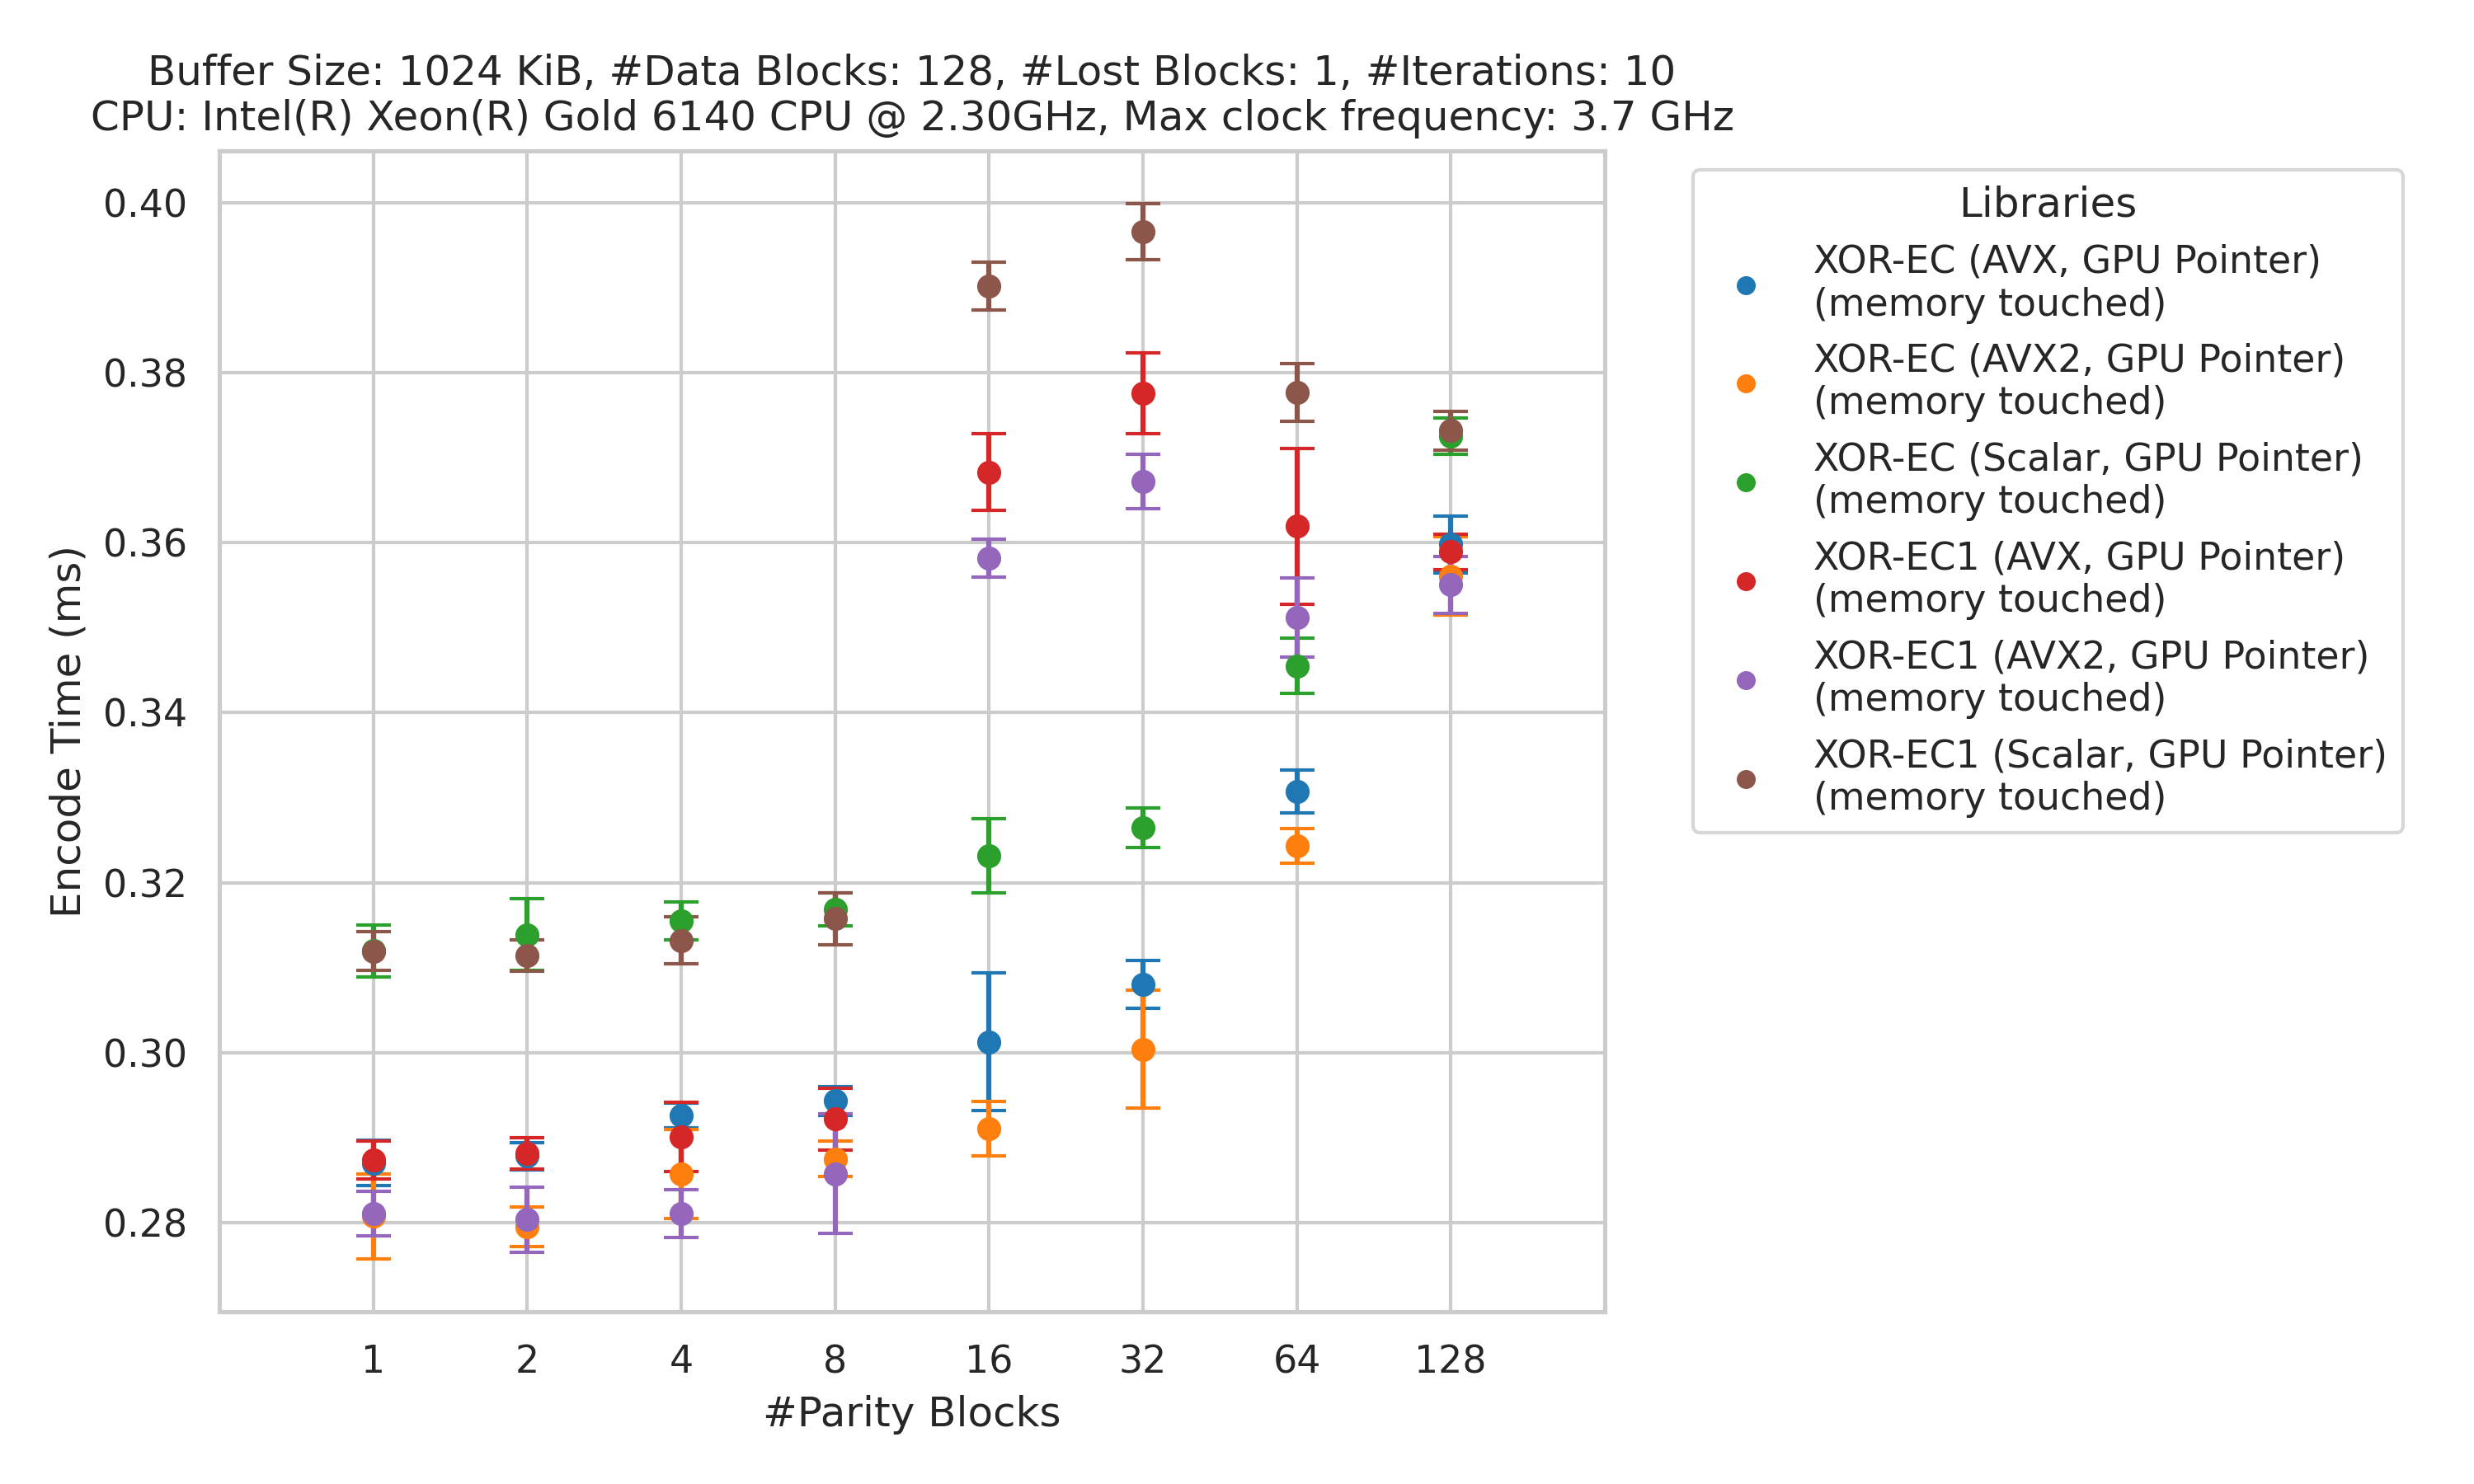 Buffer Size: 1024 KiB, #Data Blocks: 128, #Lost Blocks: 1, #Iterations: 10
CPU: Intel(R) Xeon(R) Gold 6140 CPU @ 2.30GHz, Max clock frequency: 3.7 GHz
Encode Time (ms)
0.40
0.38
0.36
0.34
0.32
0.30
0.28
1 2 4 8 16 32 64 128
#Parity Blocks
Libraries
XOR-EC (AVX, GPU Pointer)
(memory touched)
XOR-EC (AVX2, GPU Pointer)
(memory touched)
XOR-EC (Scalar, GPU Pointer)
(memory touched)
XOR-EC1 (AVX, GPU Pointer)
(memory touched)
XOR-EC1 (AVX2, GPU Pointer)
(memory touched)
XOR-EC1 (Scalar, GPU Pointer)
(memory touched)